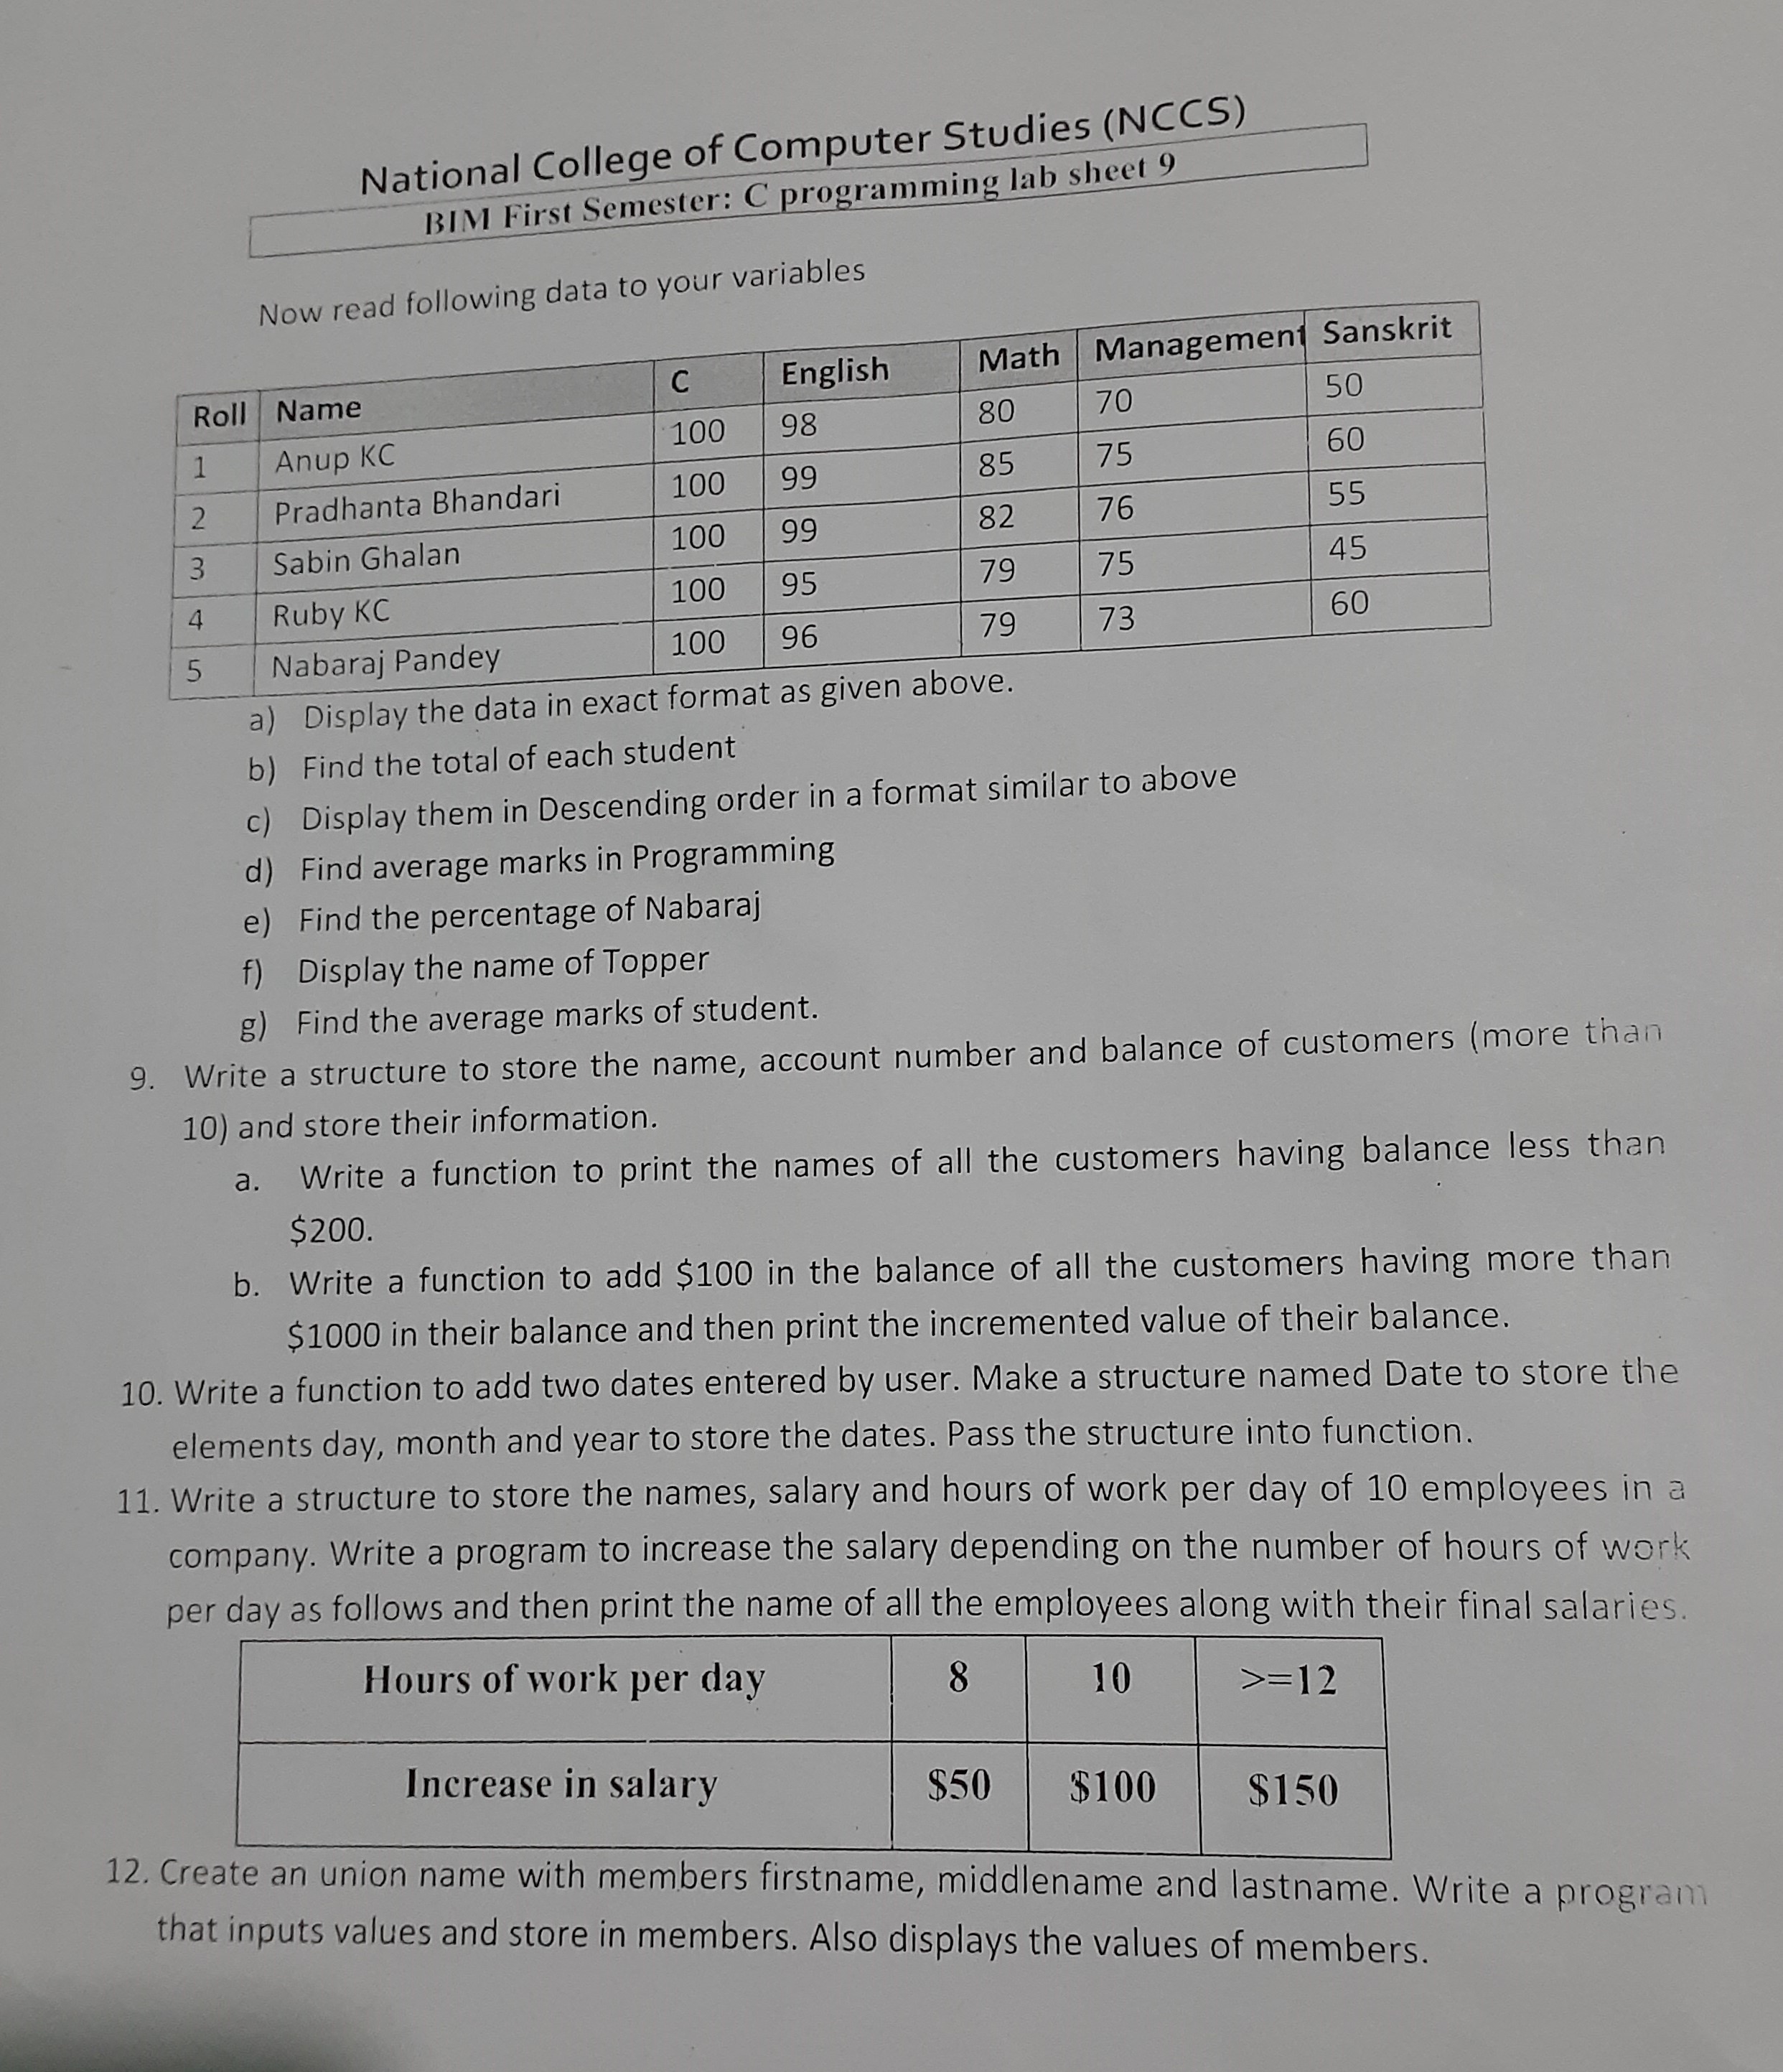 National College of Computer Studies (NCCS)
BIM First Semester: C programming lab sheet 9
Now read following data to your variables
Roll Name C English Math Management Sanskrit
1 Anup KC 100 98 80 70 50
2 Pradhanta Bhandari 100 99 85 75 60
3 Sabin Ghalan 100 99 82 76 55
4 Ruby KC 100 95 79 75 45
5 Nabaraj Pandey 100 96 79 73 60
a) Display the data in exact format as given above.
b) Find the total of each student
c) Display them in Descending order in a format similar to above
d) Find average marks in Programming
e) Find the percentage of Nabaraj
f) Display the name of Topper
g) Find the average marks of student.
9. Write a structure to store the name, account number and balance of customers (more than
10) and store their information.
a. Write a function to print the names of all the customers having balance less than
$200.
b. Write a function to add $100 in the balance of all the customers having more than
$1000 in their balance and then print the incremented value of their balance.
10. Write a function to add two dates entered by user. Make a structure named Date to store the
elements day, month and year to store the dates. Pass the structure into function.
11. Write a structure to store the names, salary and hours of work per day of 10 employees in a
company. Write a program to increase the salary depending on the number of hours of work
per day as follows and then print the name of all the employees along with their final salaries.
Hours of work per day 8 10 >=12
Increase in salary $50 $100 $150
12. Create an union name with members firstname, middlename and lastname. Write a program
that inputs values and store in members. Also displays the values of members.